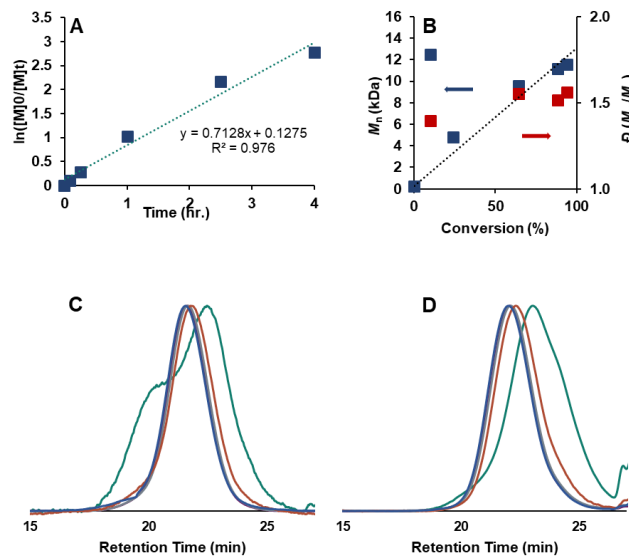 A
3.5
3
2.5
2
1.5
1
0.5
0
ln([M]0/[M]t)
y = 0.7128x + 0.1275
R² = 0.976
0 1 2 3 4
Time (hr.)
B
16
14
12
10
8
6
4
2
0
Mn (kDa)
2.0
1.5
1.0
0 50 100
Conversion (%)
C
15 20 25
Retention Time (min)
D
15 20 25
Retention Time (min)